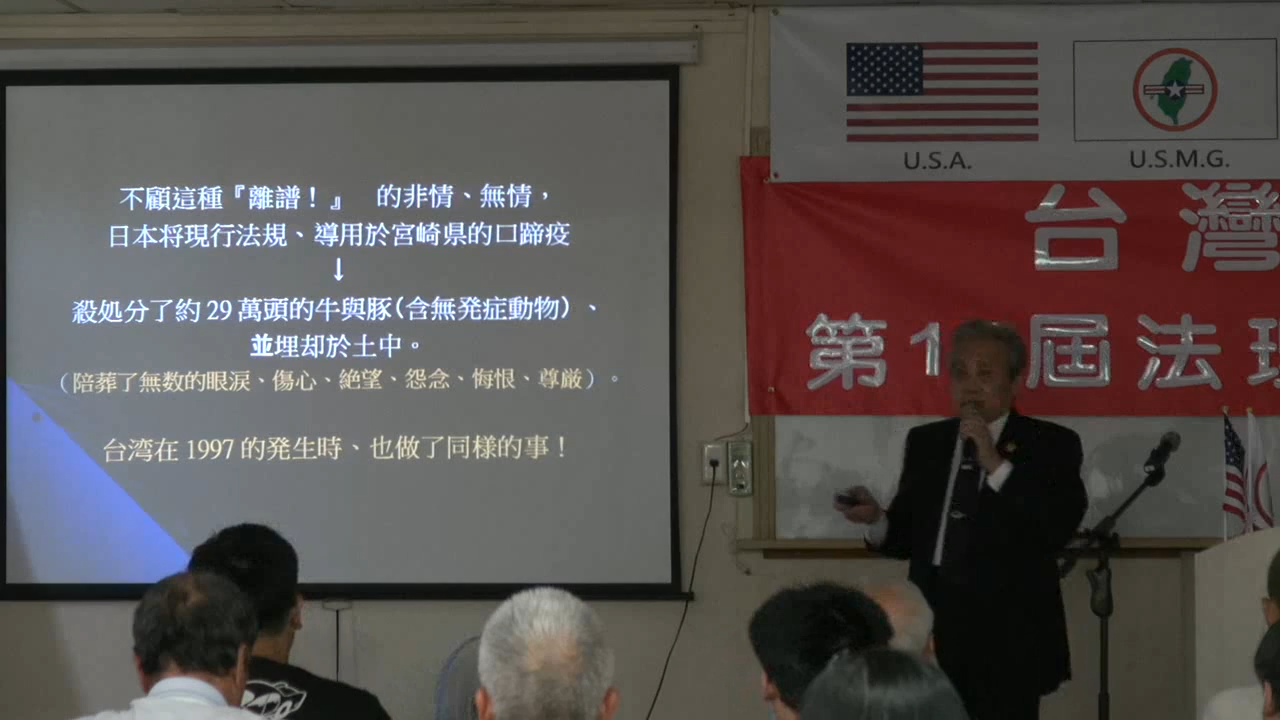 不顧這種『離譜！』 的非情、無情，
日本将現行法規、導用於宮崎県的口蹄疫
↓
殺処分了約 29 萬頭的牛與豚(含無発症動物)、
並埋却於土中。
（陪葬了無数的眼淚、傷心、絶望、怨念、悔恨、尊厳）。
台湾在 1997 的発生時、也做了同様的事！
U.S.A.
U.S.M.G.
台灣
第1 屆法理